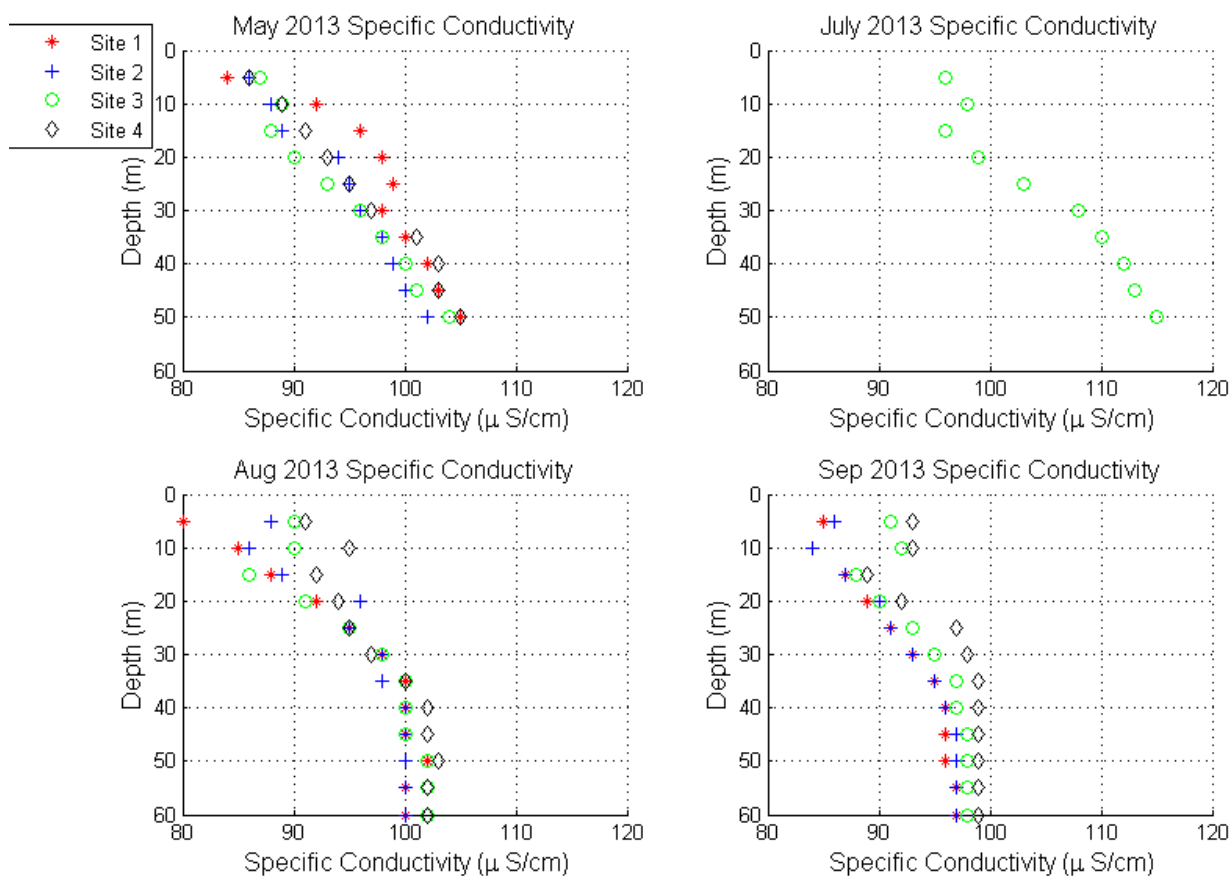 May 2013 Specific Conductivity
Site 1
Site 2
Site 3
Site 4
0
10
20
30
40
50
60
Depth (m)
80 90 100 110 120
Specific Conductivity (μ S/cm)
July 2013 Specific Conductivity
0
10
20
30
40
50
60
Depth (m)
80 90 100 110 120
Specific Conductivity (μ S/cm)
Aug 2013 Specific Conductivity
0
10
20
30
40
50
60
Depth (m)
80 90 100 110 120
Specific Conductivity (μ S/cm)
Sep 2013 Specific Conductivity
0
10
20
30
40
50
60
Depth (m)
80 90 100 110 120
Specific Conductivity (μ S/cm)